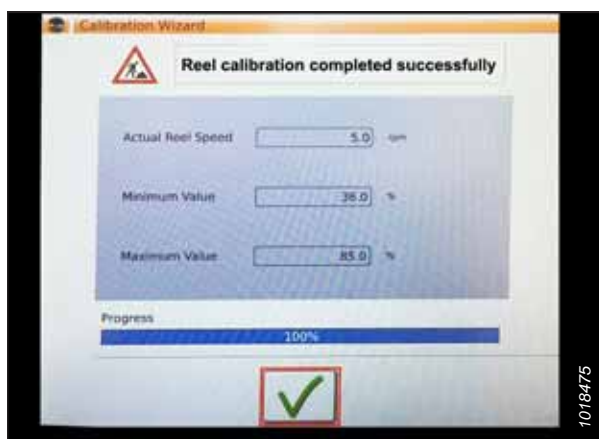 Calibration Wizard
Reel calibration completed successfully
Actual Reel Speed 5.0 rpm
Minimum Value 36.0 %
Maximum Value 85.0 %
Progress
100%
1018475